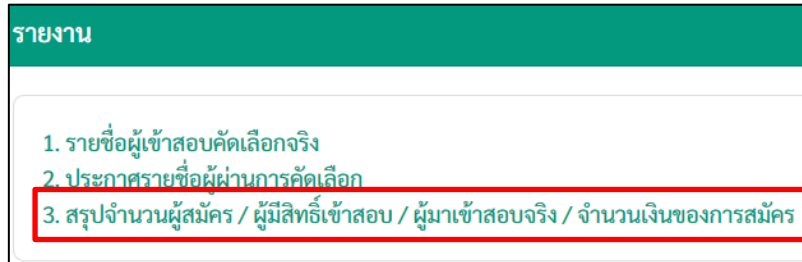 รายงาน
1. รายชื่อผู้เข้าสอบคัดเลือกจริง
2. ประกาศรายชื่อผู้ผ่านการคัดเลือก
3. สรุปจำนวนผู้สมัคร / ผู้มีสิทธิ์เข้าสอบ / ผู้มาเข้าสอบจริง / จำนวนเงินของการสมัคร